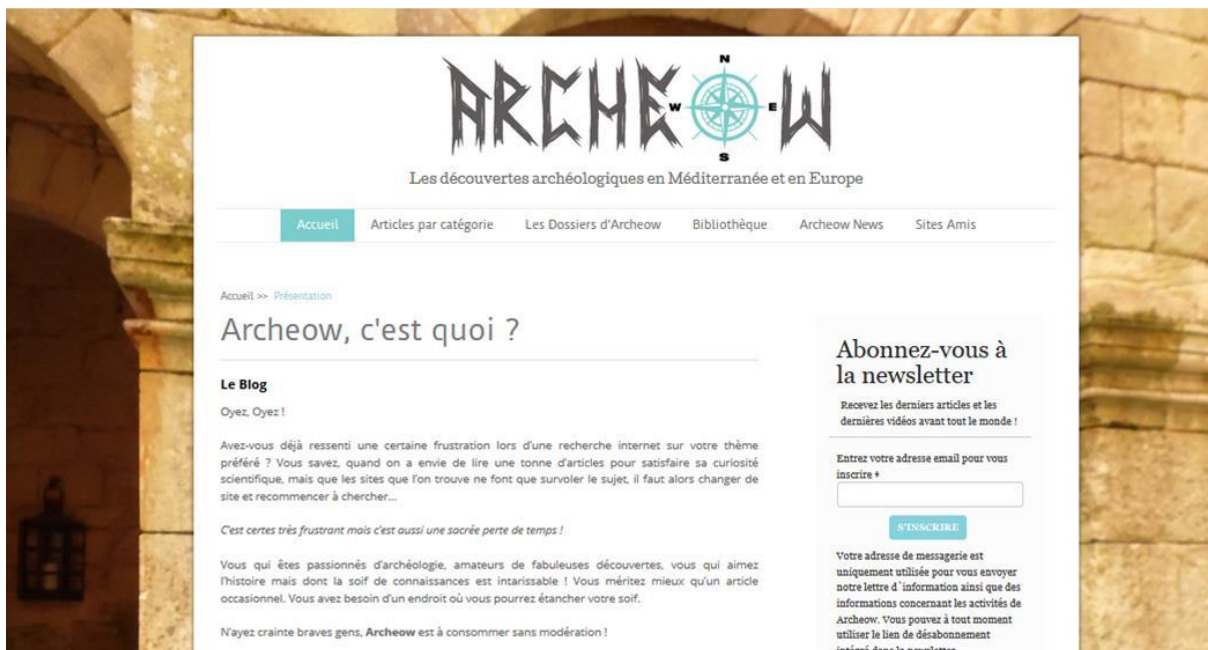 ARCHEOW
N
W
E
S
Les découvertes archéologiques en Méditerranée et en Europe
Accueil Articles par catégorie Les Dossiers d'Archeow Bibliothèque Archeow News Sites Amis
Accueil >> Présentation
Archeow, c'est quoi ?
Le Blog
Oyez, Oyez !
Avez-vous déjà ressenti une certaine frustration lors d'une recherche internet sur votre thème
préféré ? Vous savez, quand on a envie de lire une tonne d'articles pour satisfaire sa curiosité
scientifique, mais que les sites que l'on trouve ne font que survoler le sujet, il faut alors changer de
site et recommencer à chercher...
C'est certes très frustrant mais c'est aussi une sacrée perte de temps !
Vous qui êtes passionnés d'archéologie, amateurs de fabuleuses découvertes, vous qui aimez
l'histoire mais dont la soif de connaissances est intarissable ! Vous méritez mieux qu'un article
occasionnel. Vous avez besoin d'un endroit où vous pourrez étancher votre soif.
N'ayez crainte braves gens, Archeow est à consommer sans modération !
Abonnez-vous à
la newsletter
Recevez les derniers articles et les
dernières vidéos avant tout le monde !
Entrez votre adresse email pour vous
inscrire *
S'INSCRIRE
Votre adresse de messagerie est
uniquement utilisée pour vous envoyer
notre lettre d`information ainsi que des
informations concernant les activités de
Archeow. Vous pouvez à tout moment
utiliser le lien de désabonnement
intégré dans la newsletter.